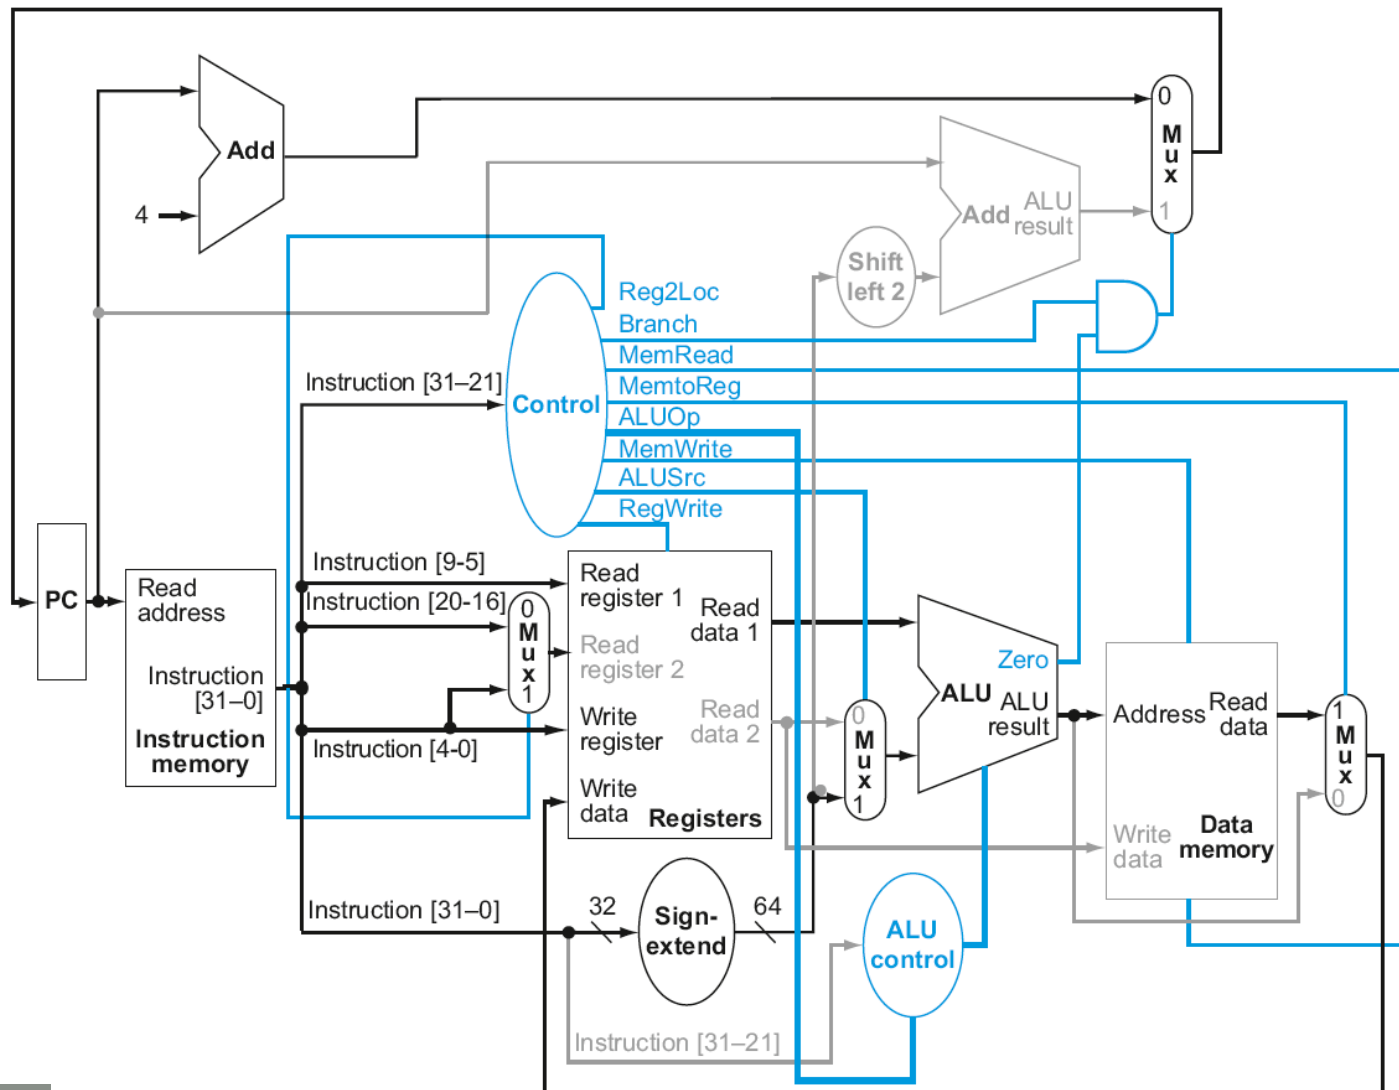 0
M
u
x
1
Add
4
ALU
Add
result
Shift
left 2
Reg2Loc
Branch
MemRead
MemtoReg
ALUOp
MemWrite
ALUSrc
RegWrite
Instruction [31–21]
Control
PC
Read
address
Instruction
[31–0]
Instruction
memory
Instruction [9-5]
Instruction [20-16]
Instruction [4-0]
0
M
u
x
1
Read
register 1
Read
register 2
Write
register
Write
data
Read
data 1
Read
data 2
Registers
0
M
u
x
1
Zero
ALU
ALU
result
Address
Read
data
Write
data
Data
memory
1
M
u
x
0
Instruction [31–0]
32
Sign-
extend
64
ALU
control
Instruction [31–21]